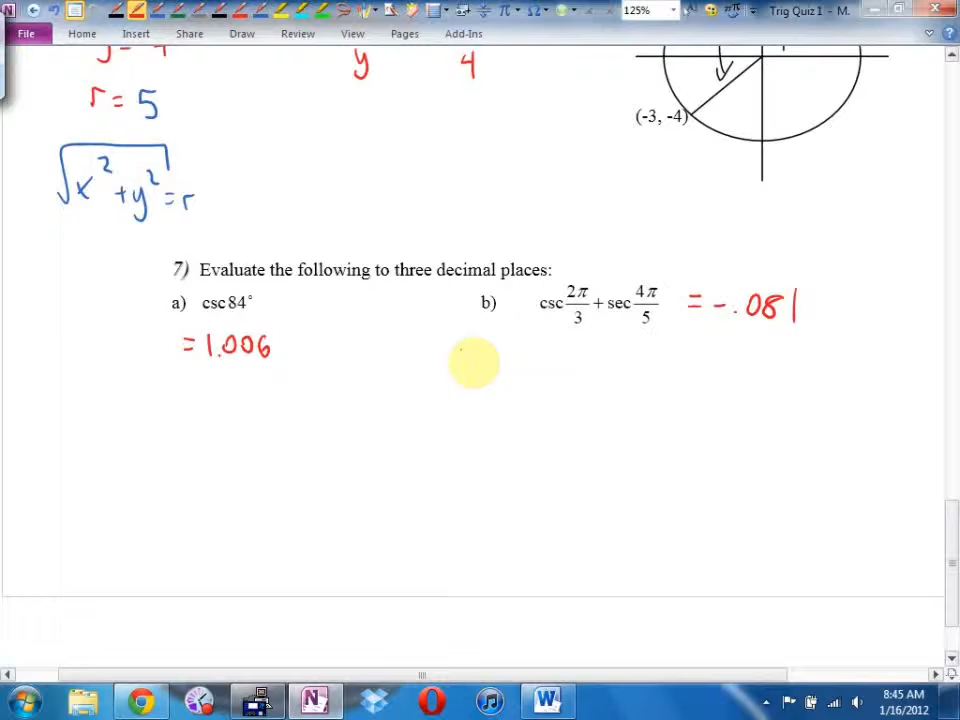 125%
Trig Quiz 1 - M.
File Home Insert Share Draw Review View Pages Add-Ins
y 4
r = 5
(-3, -4)
√x² + y² = r
7) Evaluate the following to three decimal places:
a) csc 84° b) csc 2π/3 + sec 4π/5 = -.081
= 1.006
8:45 AM
1/16/2012